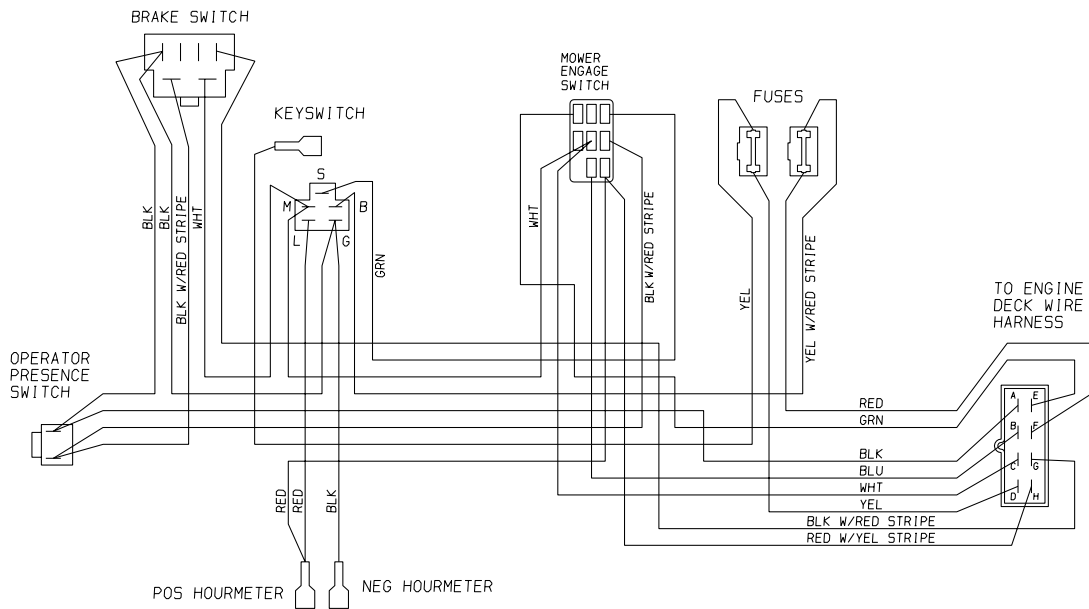 BRAKE SWITCH
MOWER
ENGAGE
SWITCH
FUSES
KEYSWITCH
S
M
B
L
G
BLK
BLK
BLK W/RED STRIPE
WHT
GRN
WHT
BLK W/RED STRIPE
YEL
YEL W/RED STRIPE
TO ENGINE
DECK WIRE
HARNESS
OPERATOR
PRESENCE
SWITCH
A
E
B
F
C
G
D
H
RED
GRN
BLK
BLU
WHT
YEL
BLK W/RED STRIPE
RED W/YEL STRIPE
RED
RED
BLK
POS HOURMETER
NEG HOURMETER